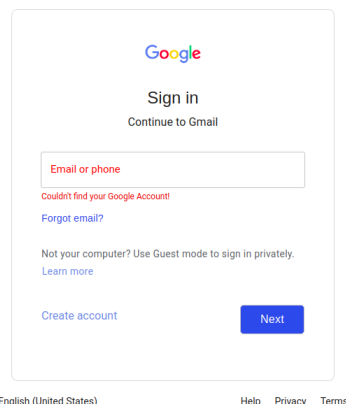 Google
Sign in
Continue to Gmail
Email or phone
Couldn't find your Google Account!
Forgot email?
Not your computer? Use Guest mode to sign in privately.
Learn more
Create account
Next
English (United States)
Help Privacy Terms